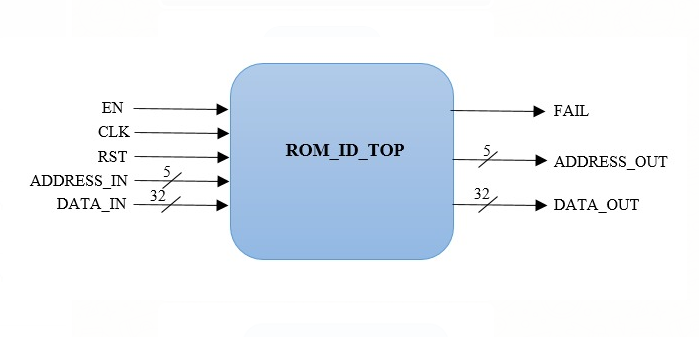 EN
CLK
RST
ADDRESS_IN
5
DATA_IN
32
ROM_ID_TOP
FAIL
5
ADDRESS_OUT
32
DATA_OUT